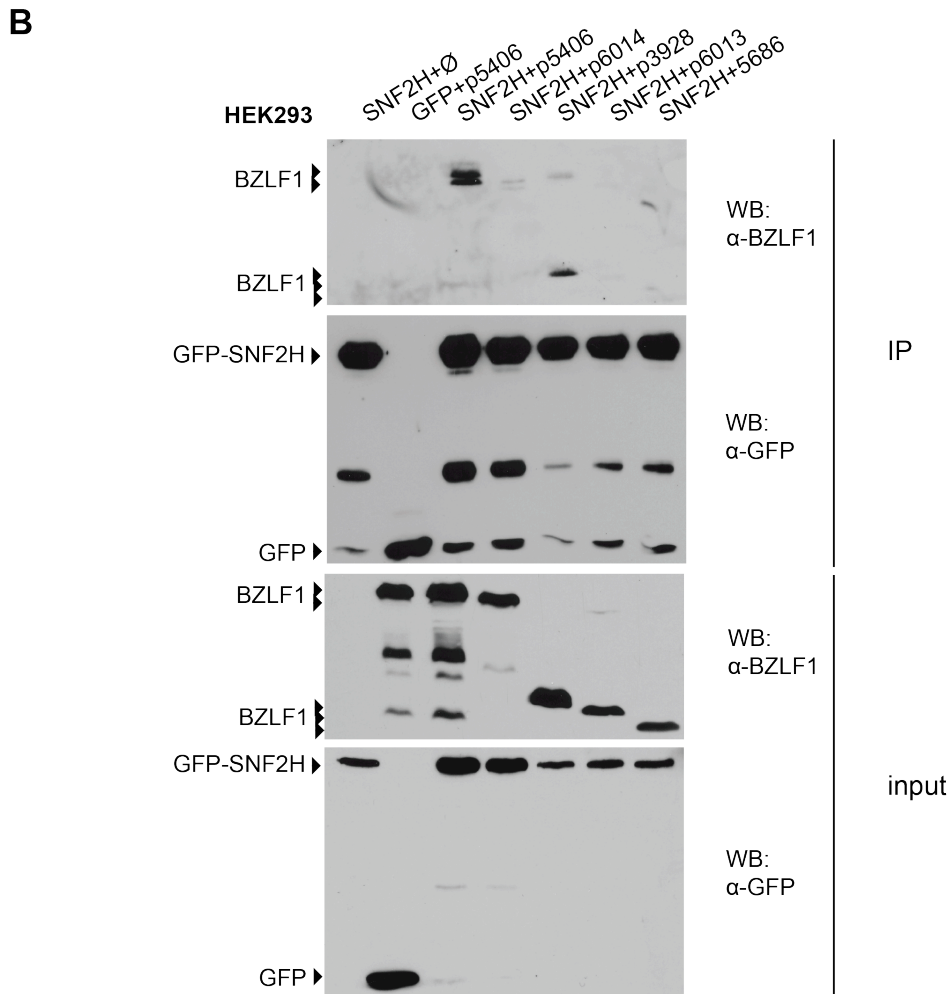 B
SNF2H+Ø
GFP+p5406
SNF2H+p5406
SNF2H+p6014
SNF2H+p3928
SNF2H+p6013
SNF2H+5686
HEK293
BZLF1
WB:
α-BZLF1
BZLF1
GFP-SNF2H
IP
WB:
α-GFP
GFP
BZLF1
WB:
α-BZLF1
BZLF1
GFP-SNF2H
input
WB:
α-GFP
GFP